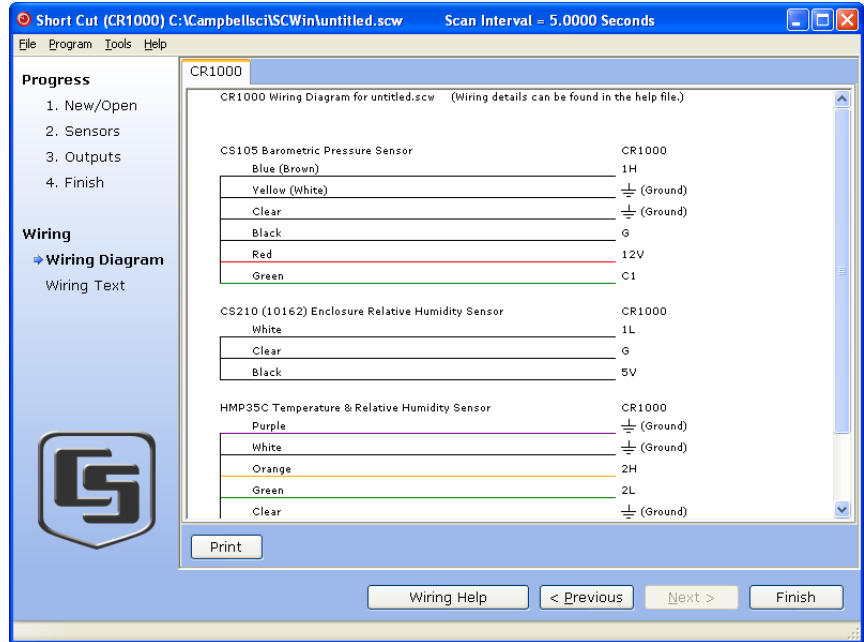 Short Cut (CR1000) C:\Campbellsci\SCWin\untitled.scw Scan Interval = 5.0000 Seconds
File Program Tools Help
Progress
1. New/Open
2. Sensors
3. Outputs
4. Finish
Wiring
Wiring Diagram
Wiring Text
CS
CR1000
CR1000 Wiring Diagram for untitled.scw (Wiring details can be found in the help file.)
CS105 Barometric Pressure Sensor CR1000
Blue (Brown) 1H
Yellow (White) (Ground)
Clear (Ground)
Black G
Red 12V
Green C1
CS210 (10162) Enclosure Relative Humidity Sensor CR1000
White 1L
Clear G
Black 5V
HMP35C Temperature & Relative Humidity Sensor CR1000
Purple (Ground)
White (Ground)
Orange 2H
Green 2L
Clear (Ground)
Print
Wiring Help < Previous Next > Finish